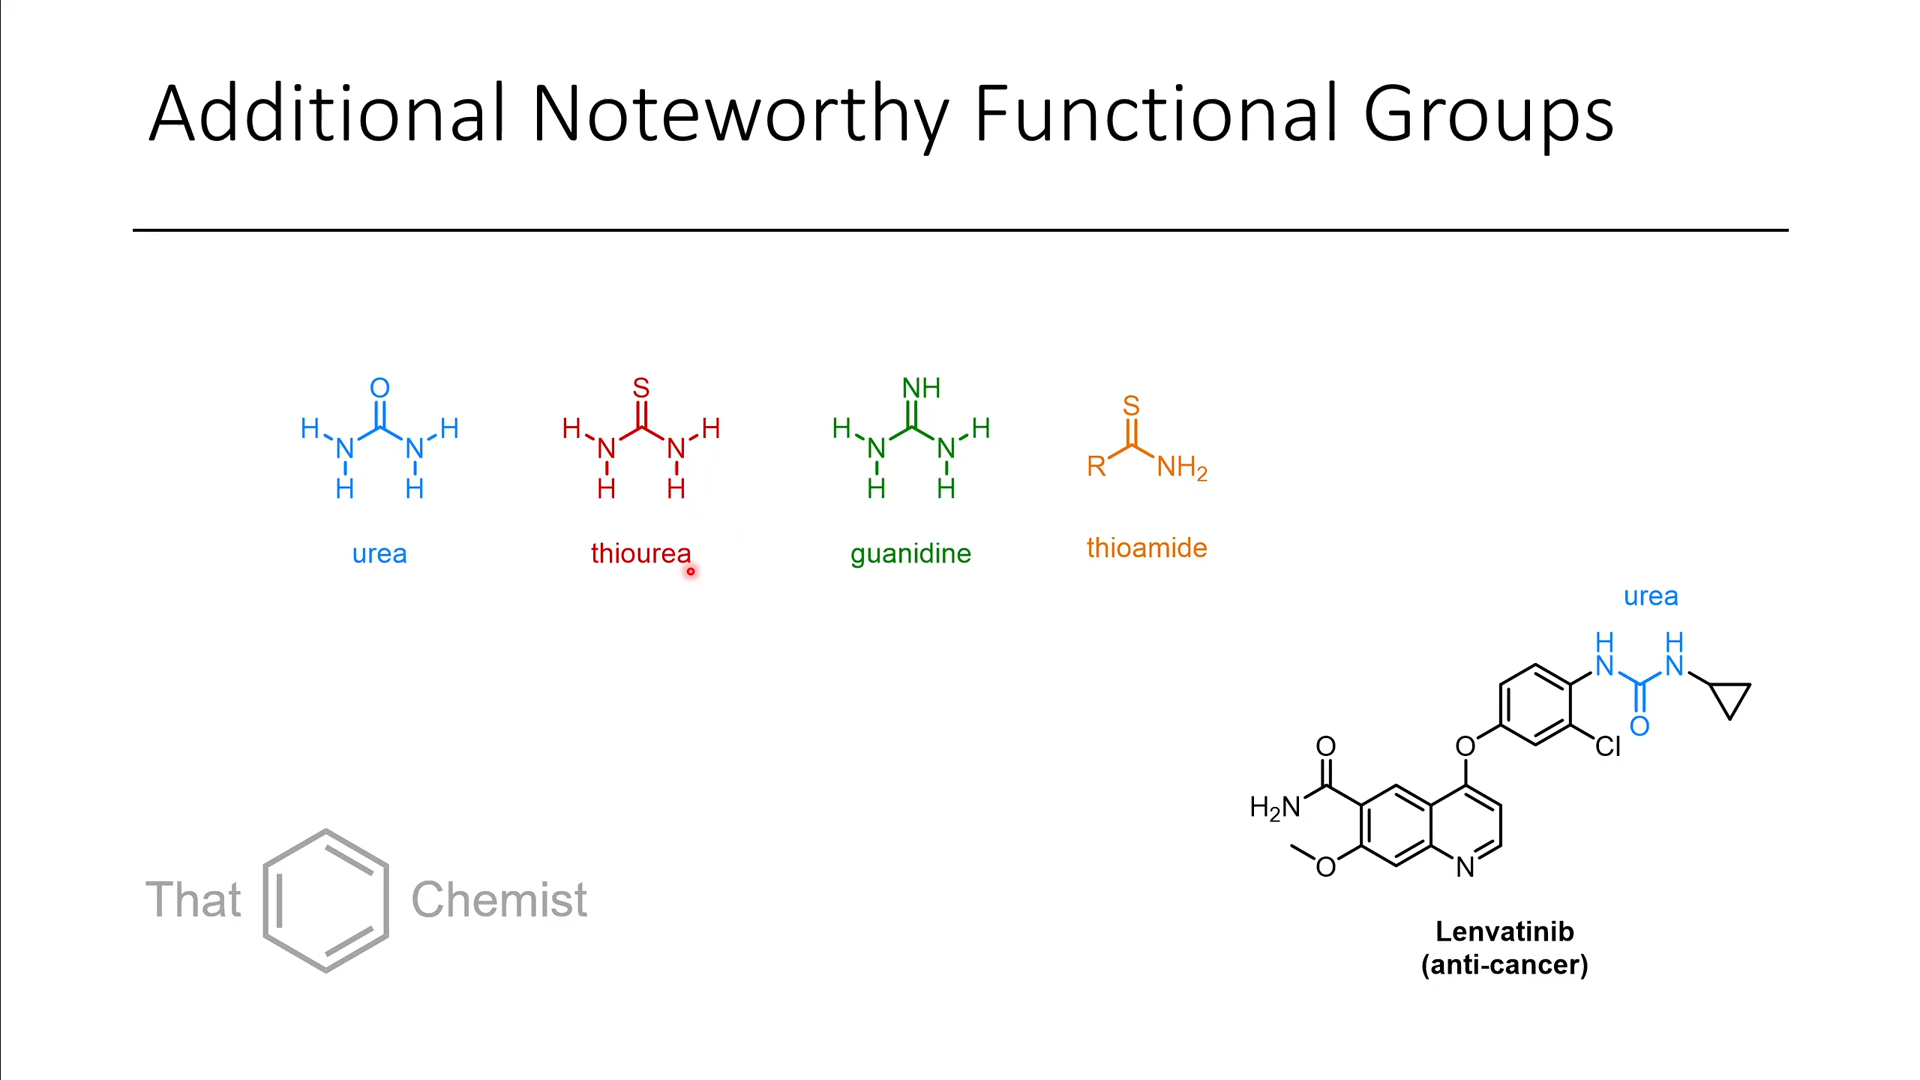 Additional Noteworthy Functional Groups
O
H N N H
H H
urea
S
H N N H
H H
thiourea
NH
H N N H
H H
guanidine
S
R NH2
thioamide
urea
H H
N N
O
O Cl
O
H2N
O N
Lenvatinib
(anti-cancer)
That Chemist